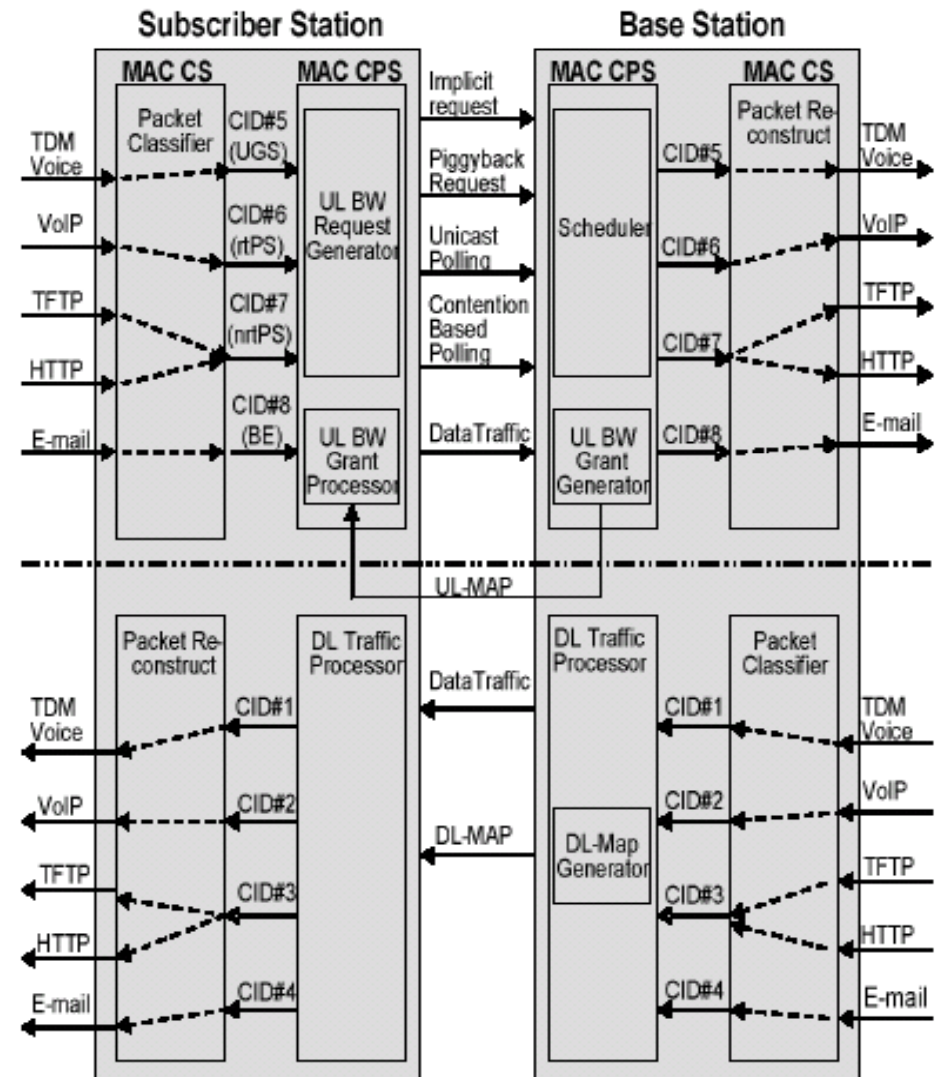 Subscriber Station
Base Station
MAC CS
MAC CPS
MAC CPS
MAC CS
Packet
Classifier
CID#5
(UGS)
CID#6
(rtPS)
CID#7
(nrtPS)
CID#8
(BE)
TDM
Voice
VoIP
TFTP
HTTP
E-mail
UL BW
Request
Generator
UL BW
Grant
Processor
Implicit
request
Piggyback
Request
Unicast
Polling
Contention
Based
Polling
DataTraffic
Scheduler
UL BW
Grant
Generator
CID#5
CID#6
CID#7
CID#8
Packet Re-
construct
TDM
Voice
VoIP
TFTP
HTTP
E-mail
UL-MAP
Packet Re-
construct
DL Traffic
Processor
TDM
Voice
VoIP
TFTP
HTTP
E-mail
CID#1
CID#2
CID#3
CID#4
DataTraffic
DL-MAP
DL Traffic
Processor
DL-Map
Generator
CID#1
CID#2
CID#3
CID#4
Packet
Classifier
TDM
Voice
VoIP
TFTP
HTTP
E-mail